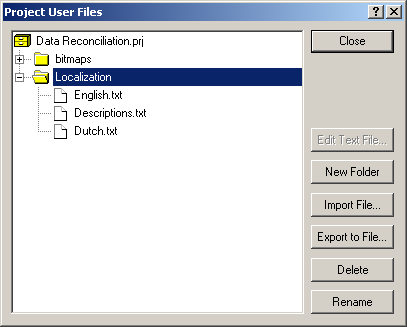 Project User Files
Close
Data Reconciliation.prj
bitmaps
Localization
English.txt
Descriptions.txt
Dutch.txt
Edit Text File...
New Folder
Import File...
Export to File...
Delete
Rename